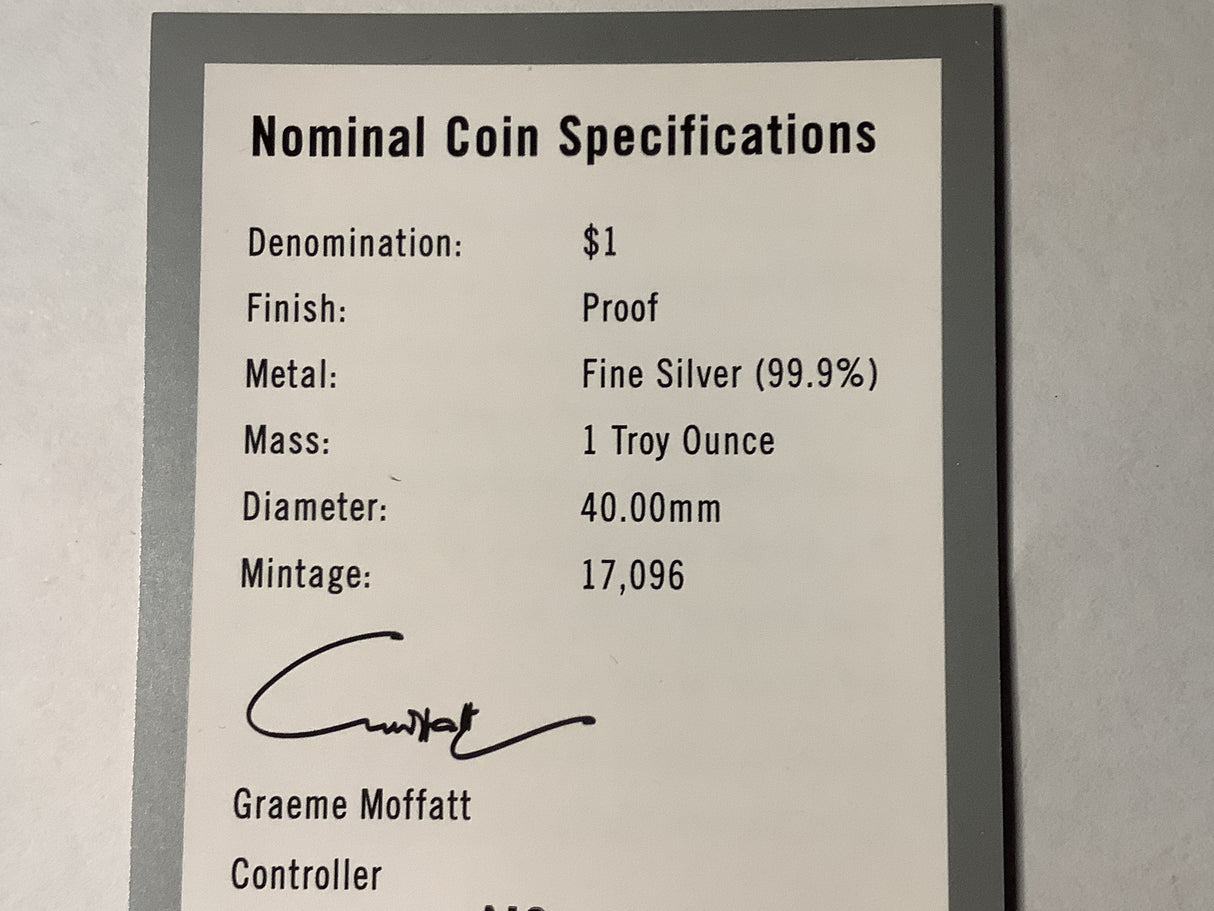 Nominal Coin Specifications
Denomination: $1
Finish: Proof
Metal: Fine Silver (99.9%)
Mass: 1 Troy Ounce
Diameter: 40.00mm
Mintage: 17,096
Graeme Moffatt
Controller